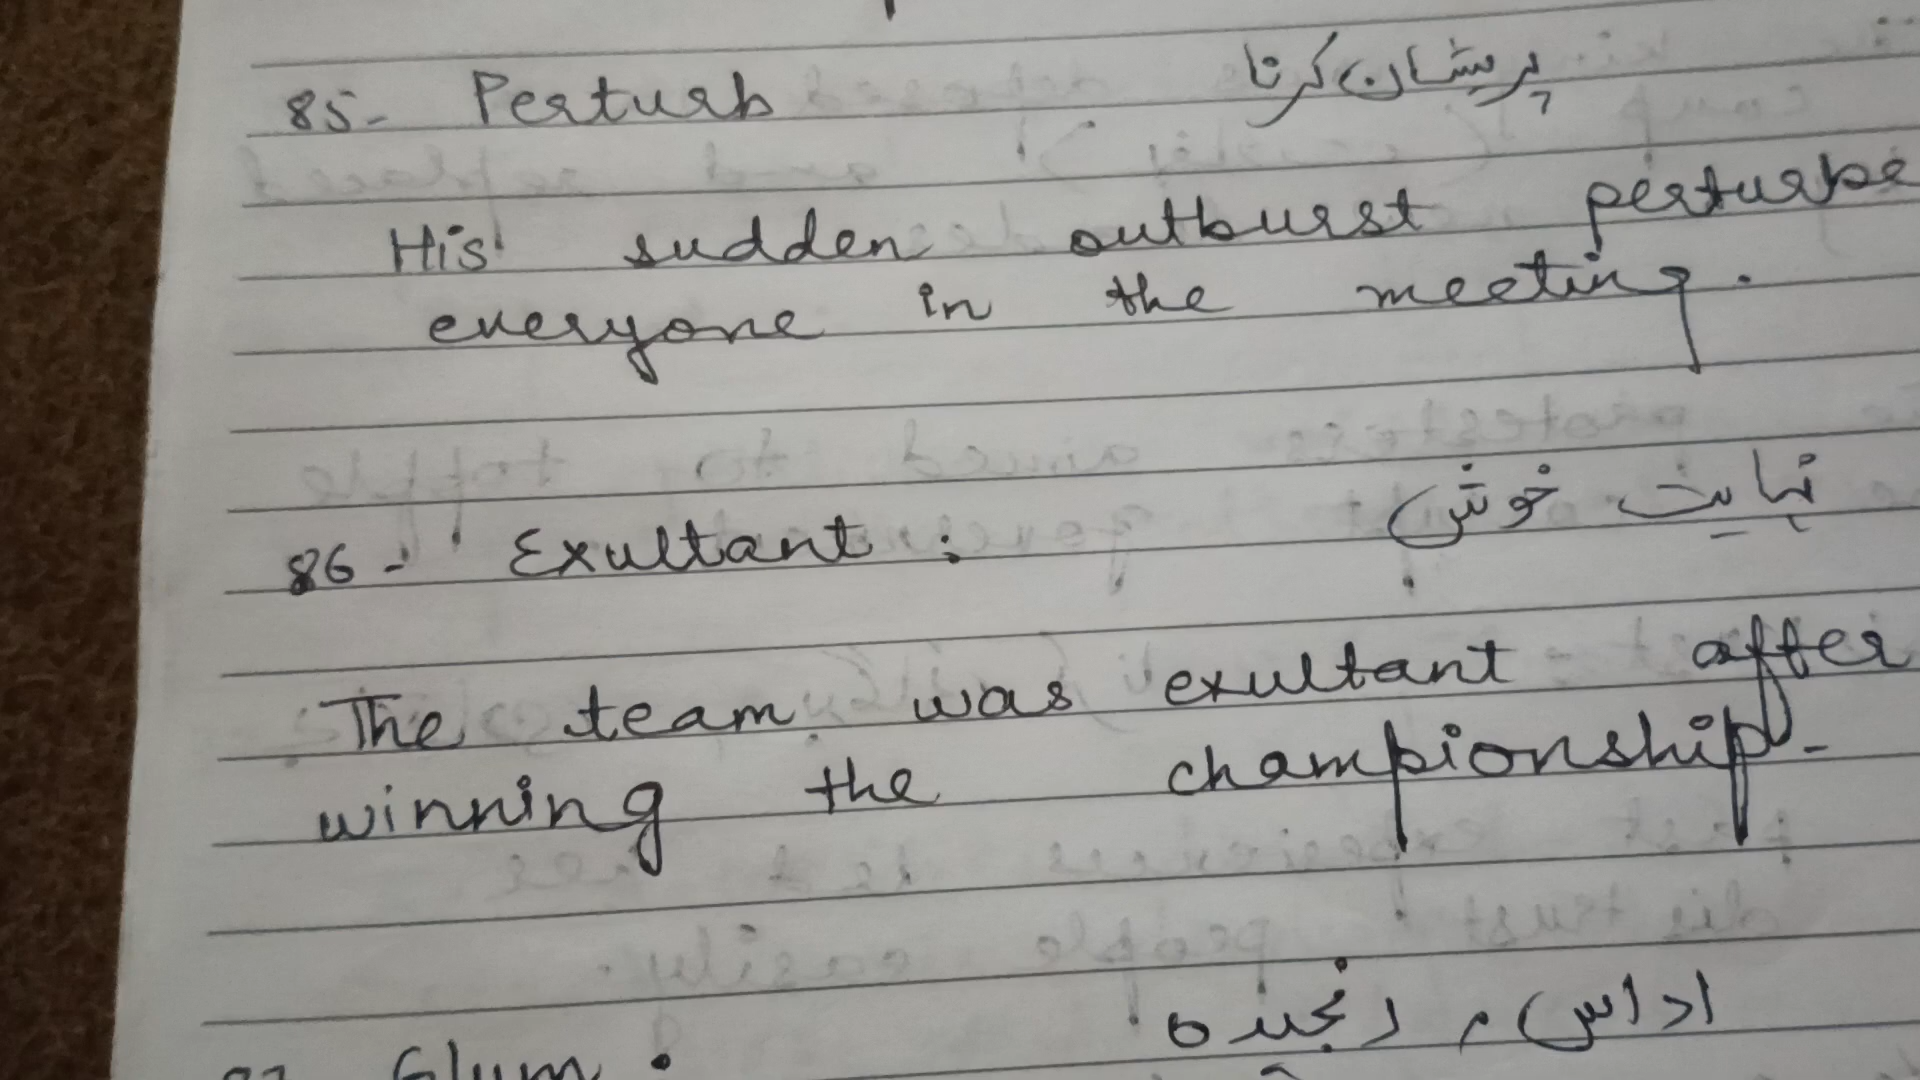 85- Perturb پریشان کرنا
His sudden outburst perturbe
everyone in the meeting.
86- Exultant : نہایت خوش
The team was exultant after
winning the championship-
Glum : اداس، رنجیدہ